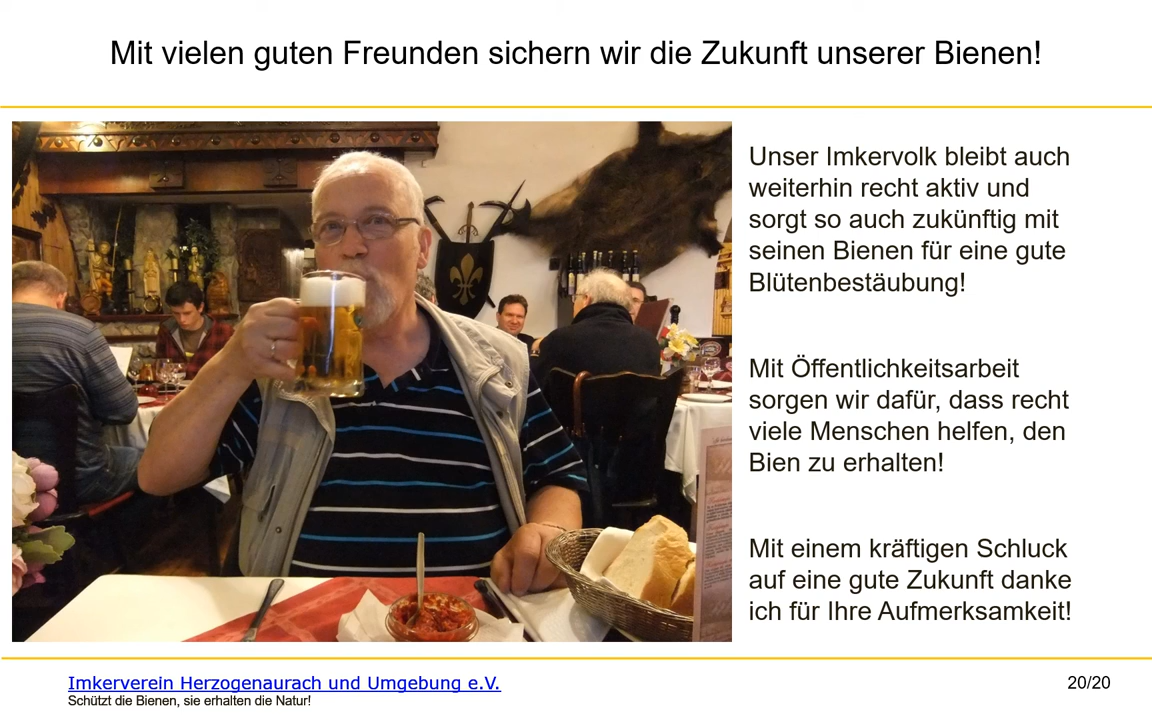 Mit vielen guten Freunden sichern wir die Zukunft unserer Bienen!
Unser Imkervolk bleibt auch
weiterhin recht aktiv und
sorgt so auch zukünftig mit
seinen Bienen für eine gute
Blütenbestäubung!
Mit Öffentlichkeitsarbeit
sorgen wir dafür, dass recht
viele Menschen helfen, den
Bien zu erhalten!
Mit einem kräftigen Schluck
auf eine gute Zukunft danke
ich für Ihre Aufmerksamkeit!
Imkerverein Herzogenaurach und Umgebung e.V.
Schützt die Bienen, sie erhalten die Natur!
20/20